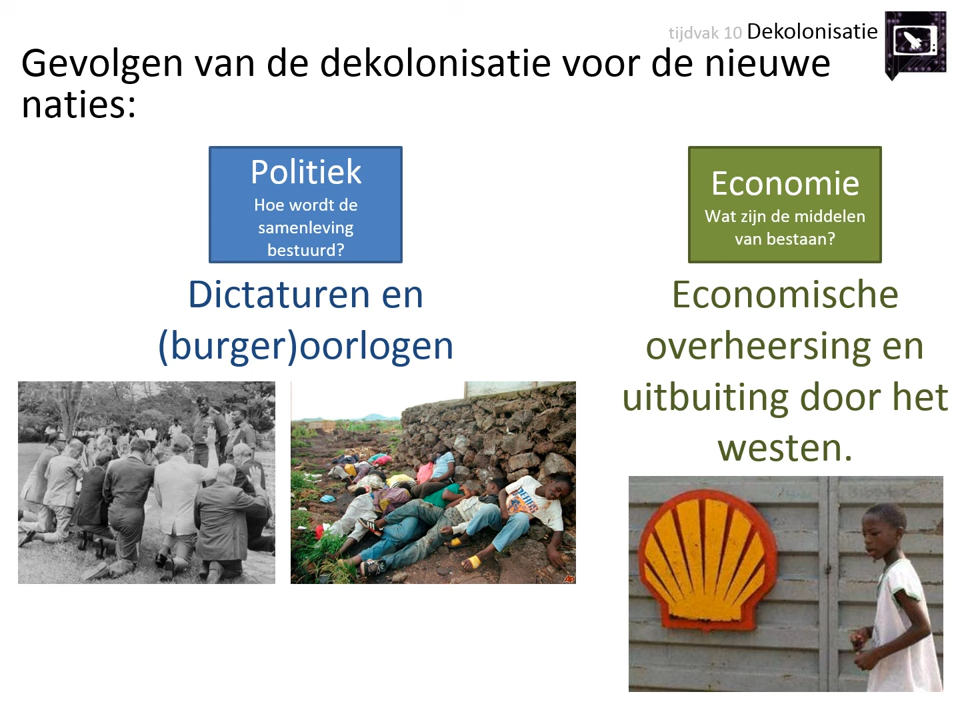 tijdvak 10 Dekolonisatie
Gevolgen van de dekolonisatie voor de nieuwe
naties:
Politiek
Hoe wordt de
samenleving
bestuurd?
Economie
Wat zijn de middelen
van bestaan?
Dictaturen en
(burger)oorlogen
Economische
overheersing en
uitbuiting door het
westen.